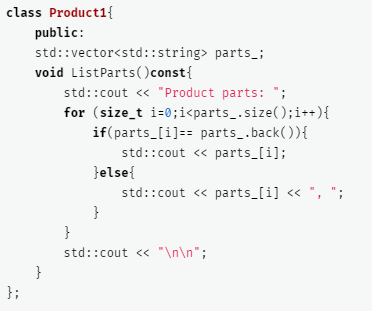 class Product1{
    public:
    std::vector<std::string> parts_;
    void ListParts()const{
        std::cout << "Product parts: ";
        for (size_t i=0;i<parts_.size();i++){
            if(parts_[i]== parts_.back()){
                std::cout << parts_[i];
            }else{
                std::cout << parts_[i] << ", ";
            }
        }
        std::cout << "\n\n";
    }
};